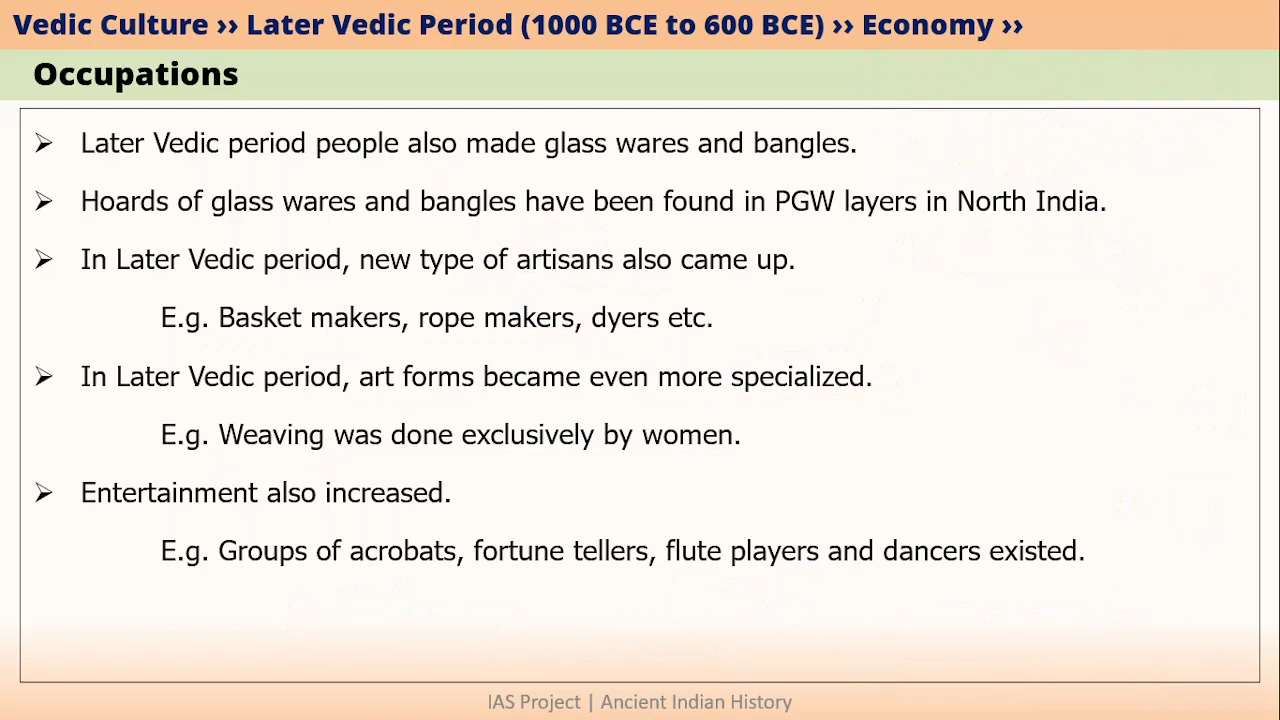 Vedic Culture ›› Later Vedic Period (1000 BCE to 600 BCE) ›› Economy ››
Occupations
➢ Later Vedic period people also made glass wares and bangles.
➢ Hoards of glass wares and bangles have been found in PGW layers in North India.
➢ In Later Vedic period, new type of artisans also came up.
E.g. Basket makers, rope makers, dyers etc.
➢ In Later Vedic period, art forms became even more specialized.
E.g. Weaving was done exclusively by women.
➢ Entertainment also increased.
E.g. Groups of acrobats, fortune tellers, flute players and dancers existed.
IAS Project | Ancient Indian History